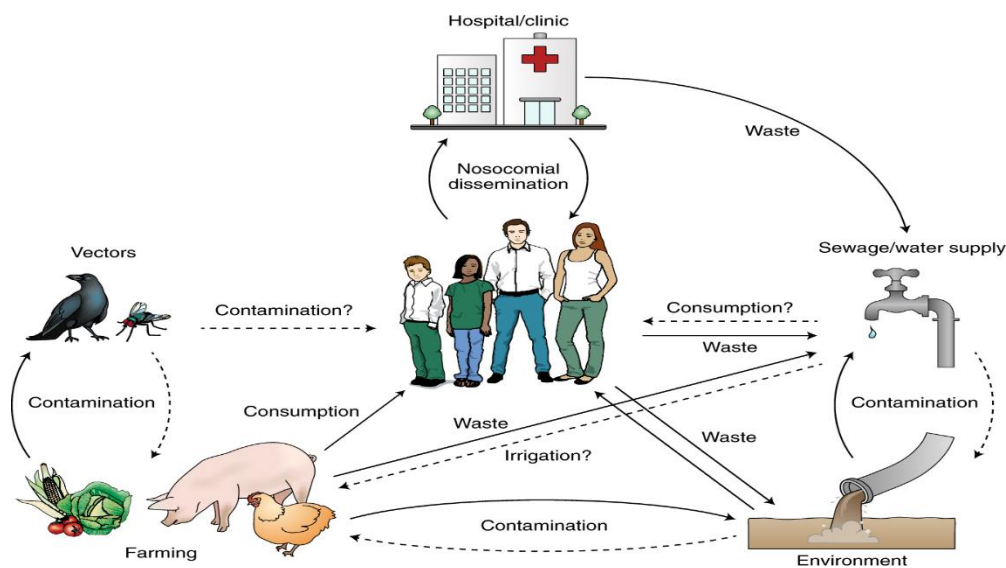 Hospital/clinic
Waste
Nosocomial
dissemination
Vectors
Sewage/water supply
Contamination?
Consumption?
Waste
Contamination
Consumption
Waste
Contamination
Waste
Irrigation?
Contamination
Farming
Environment